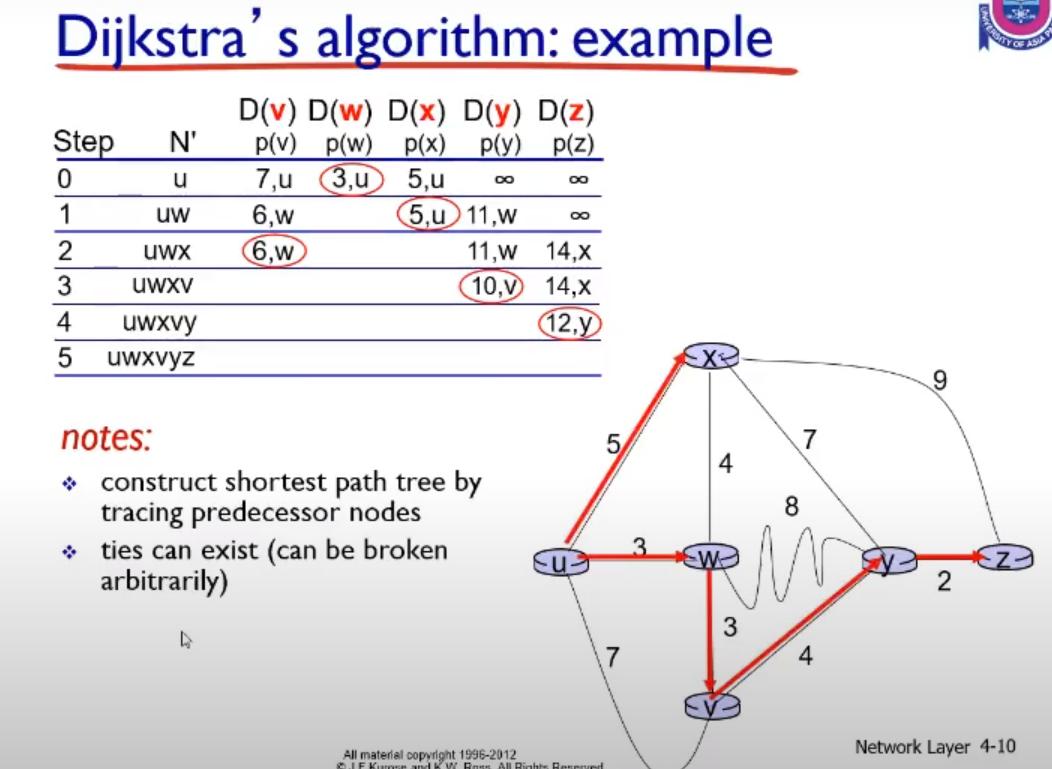 Dijkstra's algorithm: example
UNIVERSITY OF ASIA P
D(v) D(w) D(x) D(y) D(z)
Step N' p(v) p(w) p(x) p(y) p(z)
0 u 7,u 3,u 5,u ∞ ∞
1 uw 6,w 5,u 11,w ∞
2 uwx 6,w 11,w 14,x
3 uwxv 10,v 14,x
4 uwxvy 12,y
5 uwxvyz
notes:
construct shortest path tree by
tracing predecessor nodes
ties can exist (can be broken
arbitrarily)
x
9
5
7
4
8
u
3
w
y
z
2
3
7
4
v
Network Layer 4-10
All material copyright 1996-2012
© J.F Kurose and K.W. Ross, All Rights Reserved